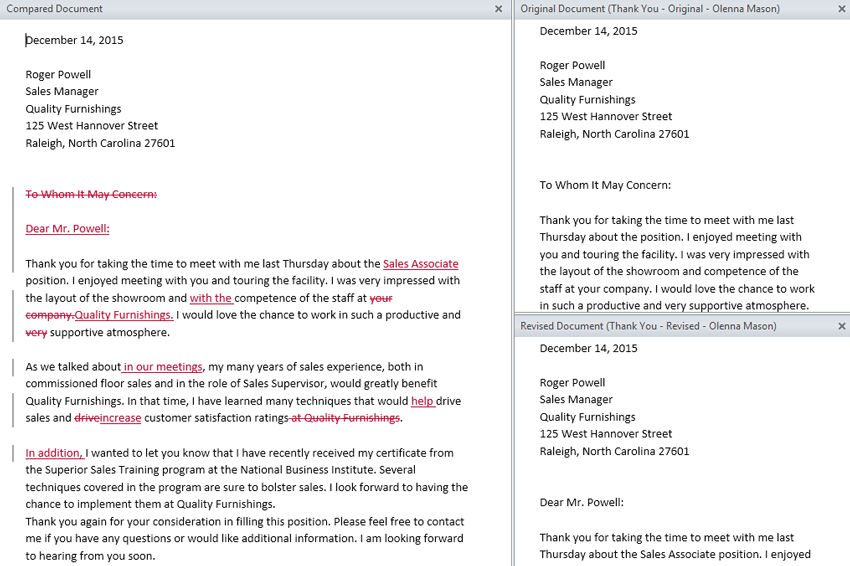 Compared Document
December 14, 2015
Roger Powell
Sales Manager
Quality Furnishings
125 West Hannover Street
Raleigh, North Carolina 27601
To Whom It May Concern:
Dear Mr. Powell:
Thank you for taking the time to meet with me last Thursday about the Sales Associate
position. I enjoyed meeting with you and touring the facility. I was very impressed with
the layout of the showroom and with the competence of the staff at your
company.Quality Furnishings. I would love the chance to work in such a productive and
very supportive atmosphere.
As we talked about in our meetings, my many years of sales experience, both in
commissioned floor sales and in the role of Sales Supervisor, would greatly benefit
Quality Furnishings. In that time, I have learned many techniques that would help drive
sales and driveincrease customer satisfaction ratings at Quality Furnishings.
In addition, I wanted to let you know that I have recently received my certificate from
the Superior Sales Training program at the National Business Institute. Several
techniques covered in the program are sure to bolster sales. I look forward to having the
chance to implement them at Quality Furnishings.
Thank you again for your consideration in filling this position. Please feel free to contact
me if you have any questions or would like additional information. I am looking forward
to hearing from you soon.
Original Document (Thank You - Original - Olenna Mason)
December 14, 2015
Roger Powell
Sales Manager
Quality Furnishings
125 West Hannover Street
Raleigh, North Carolina 27601
To Whom It May Concern:
Thank you for taking the time to meet with me last
Thursday about the position. I enjoyed meeting with
you and touring the facility. I was very impressed with
the layout of the showroom and competence of the
staff at your company. I would love the chance to work
in such a productive and very supportive atmosphere.
Revised Document (Thank You - Revised - Olenna Mason)
December 14, 2015
Roger Powell
Sales Manager
Quality Furnishings
125 West Hannover Street
Raleigh, North Carolina 27601
Dear Mr. Powell:
Thank you for taking the time to meet with me last
Thursday about the Sales Associate position. I enjoyed